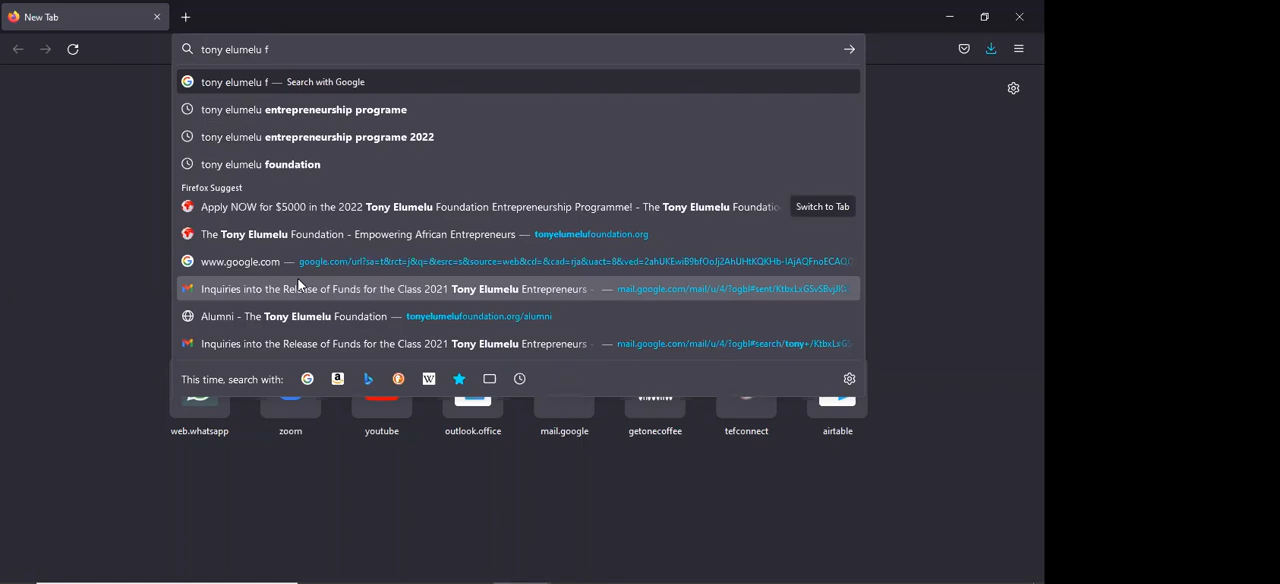 New Tab
tony elumelu f
tony elumelu f — Search with Google
tony elumelu entrepreneurship programe
tony elumelu entrepreneurship programe 2022
tony elumelu foundation
Firefox Suggest
Apply NOW for $5000 in the 2022 Tony Elumelu Foundation Entrepreneurship Programme! - The Tony Elumelu Foundatio Switch to Tab
The Tony Elumelu Foundation - Empowering African Entrepreneurs — tonyelumelufoundation.org
www.google.com — google.com/url?sa=t&rct=j&q=&esrc=s&source=web&cd=&cad=rja&uact=8&ved=
Inquiries into the Release of Funds for the Class 2021 Tony Elumelu Entrepreneurs - — mail.google.com/mail/u/4/?ogbl#sent/
Alumni - The Tony Elumelu Foundation — tonyelumelufoundation.org/alumni
Inquiries into the Release of Funds for the Class 2021 Tony Elumelu Entrepreneurs - — mail.google.com/mail/u/4/?ogbl#search/tony+/
This time, search with:
web.whatsapp zoom youtube outlook.office mail.google getonecoffee tefconnect airtable